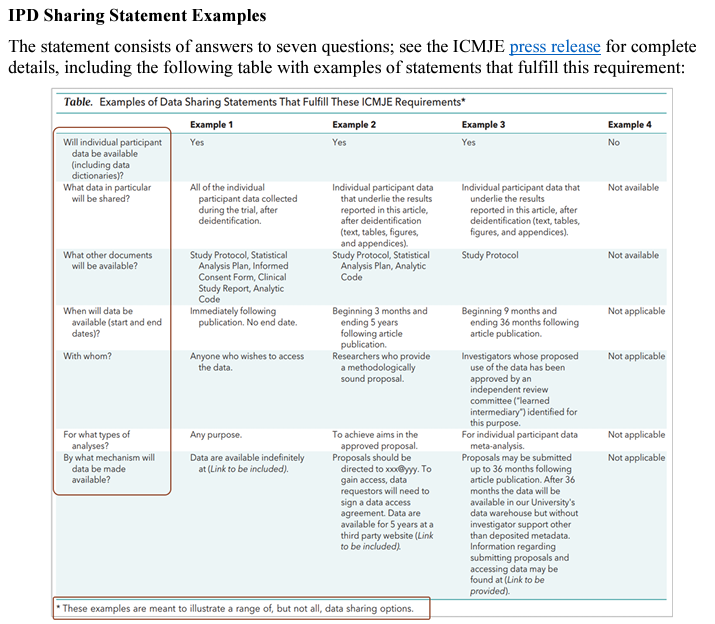 IPD Sharing Statement Examples
The statement consists of answers to seven questions; see the ICMJE press release for complete
details, including the following table with examples of statements that fulfill this requirement:
Table. Examples of Data Sharing Statements That Fulfill These ICMJE Requirements*
Example 1
Example 2
Example 3
Example 4
Will individual participant
data be available
(including data
dictionaries)?
Yes
Yes
Yes
No
What data in particular
will be shared?
All of the individual
participant data collected
during the trial, after
deidentification.
Individual participant data
that underlie the results
reported in this article,
after deidentification
(text, tables, figures,
and appendices).
Individual participant data that
underlie the results
reported in this article, after
deidentification (text, tables,
figures, and appendices).
Not available
What other documents
will be available?
Study Protocol, Statistical
Analysis Plan, Informed
Consent Form, Clinical
Study Report, Analytic
Code
Study Protocol, Statistical
Analysis Plan, Analytic
Code
Study Protocol
Not available
When will data be
available (start and end
dates)?
Immediately following
publication. No end date.
Beginning 3 months and
ending 5 years
following article
publication.
Beginning 9 months and
ending 36 months following
article publication.
Not applicable
With whom?
Anyone who wishes to access
the data.
Researchers who provide
a methodologically
sound proposal.
Investigators whose proposed
use of the data has been
approved by an
independent review
committee ("learned
intermediary") identified for
this purpose.
Not applicable
For what types of
analyses?
Any purpose.
To achieve aims in the
approved proposal.
For individual participant data
meta-analysis.
Not applicable
By what mechanism will
data be made
available?
Data are available indefinitely
at (Link to be included).
Proposals should be
directed to xxx@yyy. To
gain access, data
requestors will need to
sign a data access
agreement. Data are
available for 5 years at a
third party website (Link
to be included).
Proposals may be submitted
up to 36 months following
article publication. After 36
months the data will be
available in our University's
data warehouse but without
investigator support other
than deposited metadata.
Information regarding
submitting proposals and
accessing data may be
found at (Link to be
provided).
Not applicable
* These examples are meant to illustrate a range of, but not all, data sharing options.